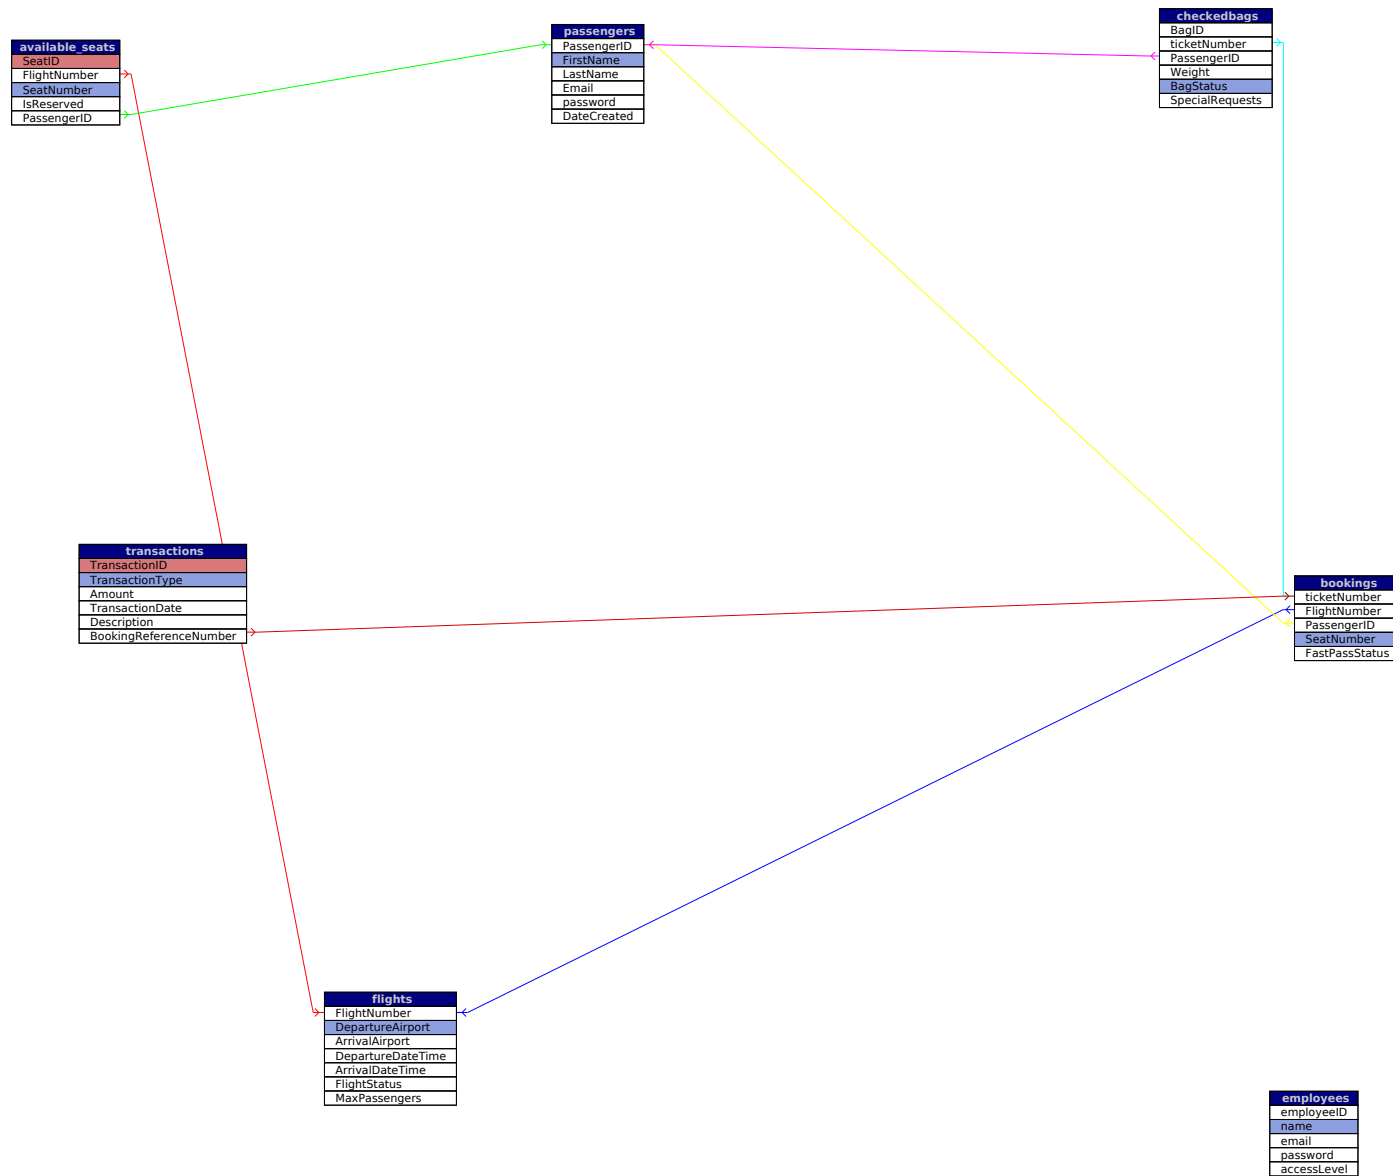 available_seats
SeatID
FlightNumber
SeatNumber
IsReserved
PassengerID
passengers
PassengerID
FirstName
LastName
Email
password
DateCreated
checkedbags
BagID
ticketNumber
PassengerID
Weight
BagStatus
SpecialRequests
transactions
TransactionID
TransactionType
Amount
TransactionDate
Description
BookingReferenceNumber
bookings
ticketNumber
FlightNumber
PassengerID
SeatNumber
FastPassStatus
flights
FlightNumber
DepartureAirport
ArrivalAirport
DepartureDateTime
ArrivalDateTime
FlightStatus
MaxPassengers
employees
employeeID
name
email
password
accessLevel